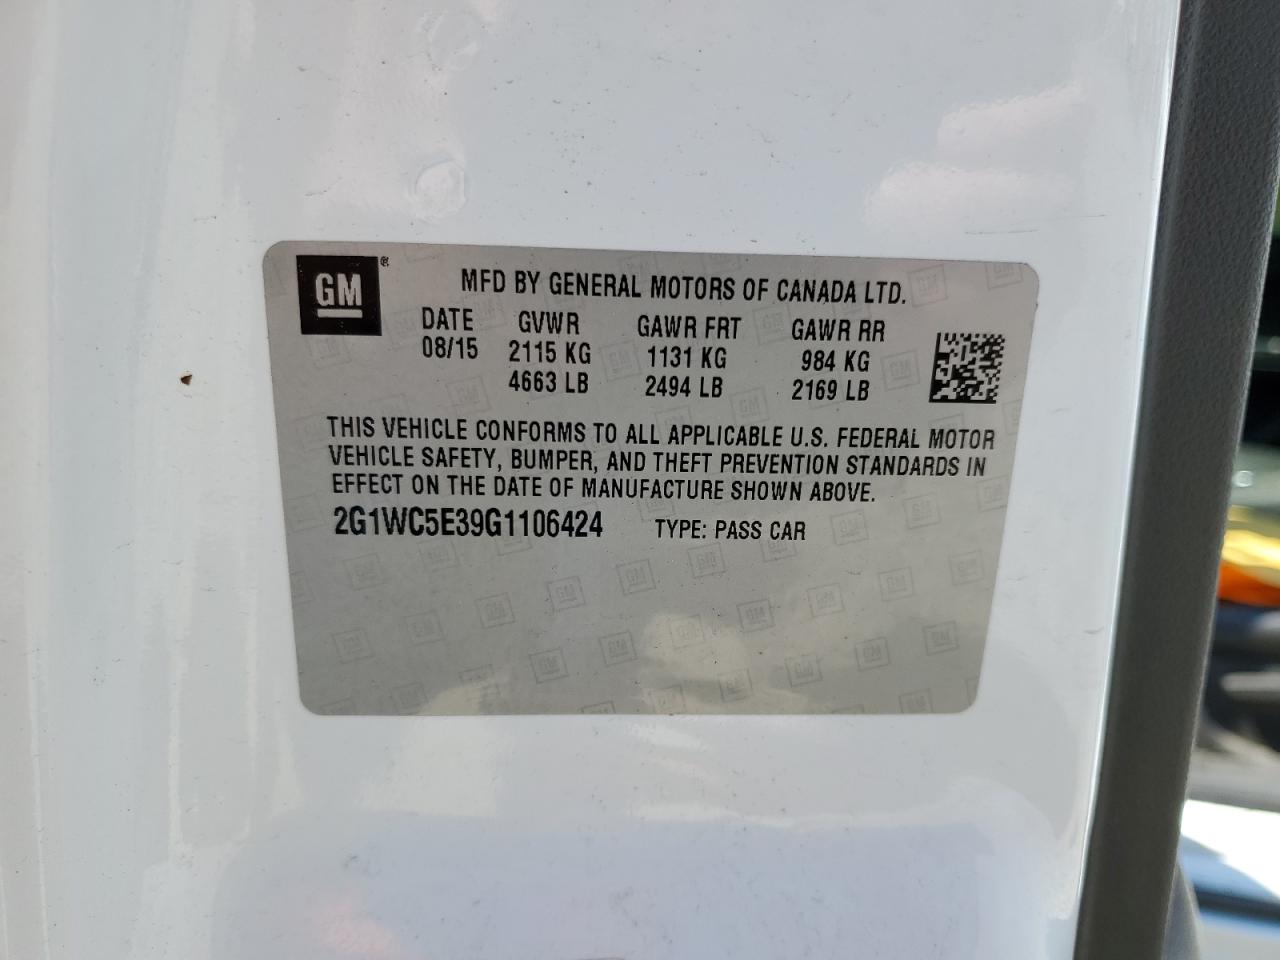 GM®
MFD BY GENERAL MOTORS OF CANADA LTD.
DATE GVWR GAWR FRT GAWR RR
08/15 2115 KG 1131 KG 984 KG
4663 LB 2494 LB 2169 LB
THIS VEHICLE CONFORMS TO ALL APPLICABLE U.S. FEDERAL MOTOR
VEHICLE SAFETY, BUMPER, AND THEFT PREVENTION STANDARDS IN
EFFECT ON THE DATE OF MANUFACTURE SHOWN ABOVE.
2G1WC5E39G1106424 TYPE: PASS CAR